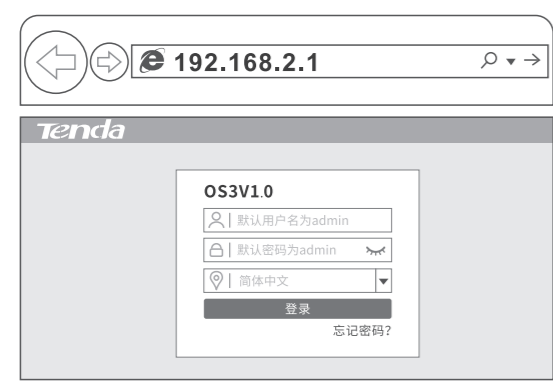 192.168.2.1
Tenda
OS3V1.0
默认用户名为admin
默认密码为admin
简体中文
登录
忘记密码?